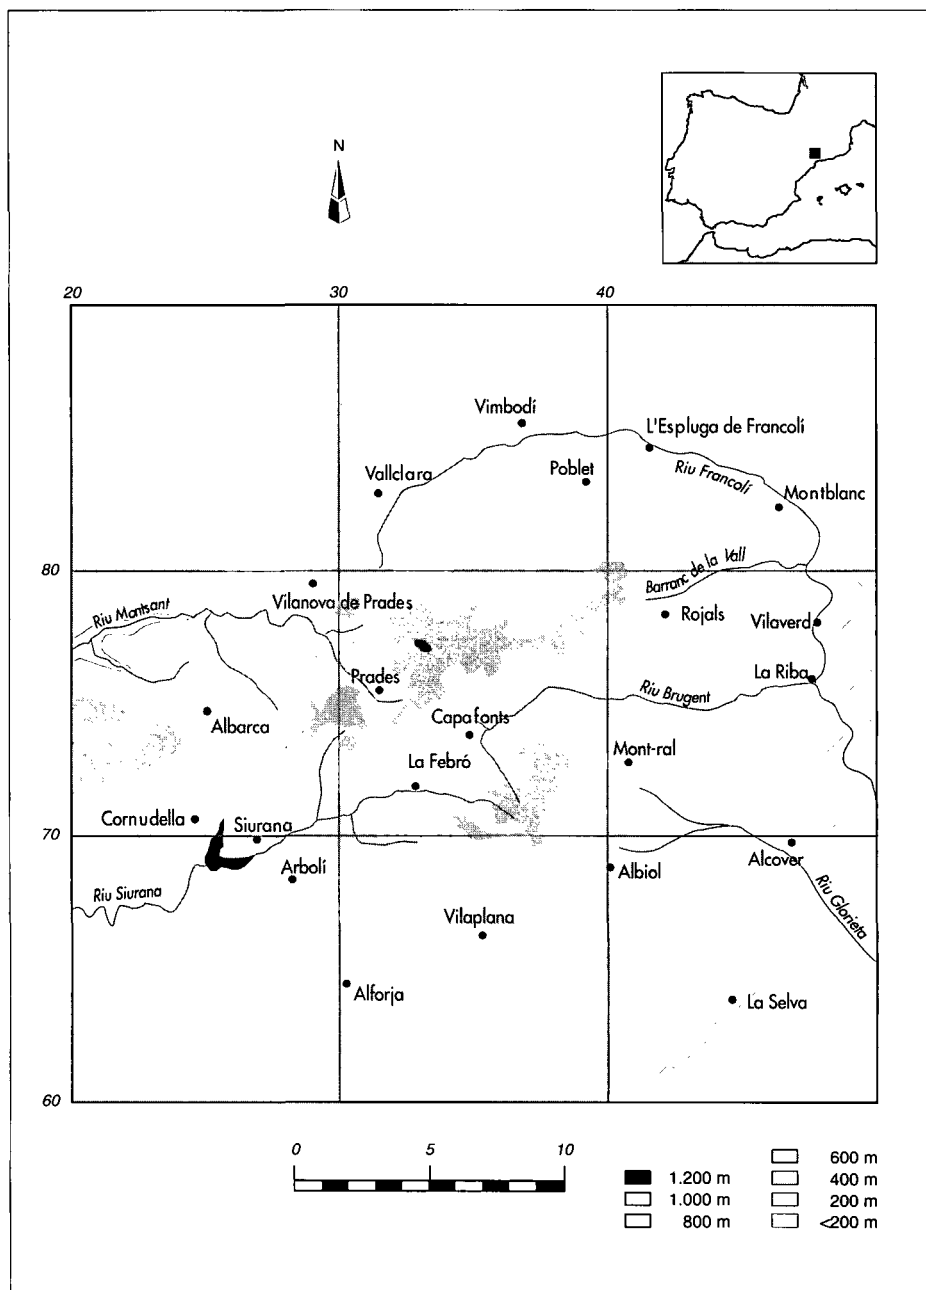 N
20
30
40
Vimbodí
L'Espluga de Francolí
Poblet
Riu Francolí
Vallclara
Montblanc
80
Barranc de la Vall
Vilanova de Prades
Riu Montsant
Rojals
Vilaverd
La Riba
Prades
Riu Brugent
Albarca
Capafonts
La Febró
Mont-ral
Cornudella
70
Siurana
Alcover
Arbolí
Albiol
Riu Siurana
Riu Glorieta
Vilaplana
Alforja
La Selva
60
0
5
10
1.200 m
1.000 m
800 m
600 m
400 m
200 m
<200 m